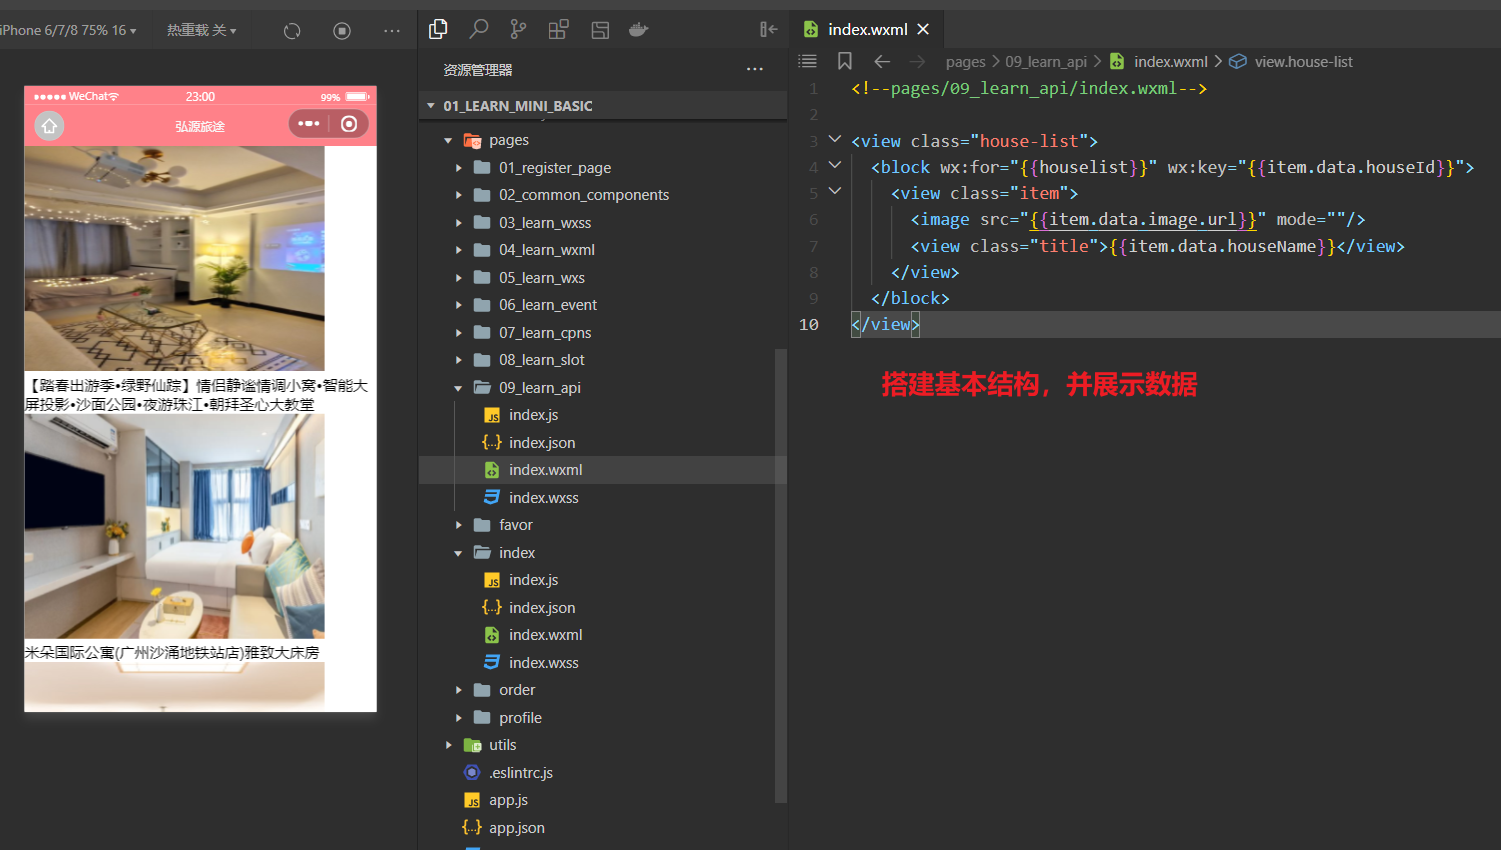 iPhone 6/7/8 75% 16
热重载 关
WeChat
23:00
99%
弘源旅途
【踏春出游季•绿野仙踪】情侣静谧情调小窝•智能大
屏投影•沙面公园•夜游珠江•朝拜圣心大教堂
米朵国际公寓(广州沙涌地铁站店)雅致大床房
资源管理器
01_LEARN_MINI_BASIC
pages
01_register_page
02_common_components
03_learn_wxss
04_learn_wxml
05_learn_wxs
06_learn_event
07_learn_cpns
08_learn_slot
09_learn_api
index.js
index.json
index.wxml
index.wxss
favor
index
index.js
index.json
index.wxml
index.wxss
order
profile
utils
.eslintrc.js
app.js
app.json
index.wxml
pages > 09_learn_api > index.wxml > view.house-list
1 <!--pages/09_learn_api/index.wxml-->
2
3 <view class="house-list">
4 <block wx:for="{{houselist}}" wx:key="{{item.data.houseId}}">
5 <view class="item">
6 <image src="{{item.data.image.url}}" mode=""/>
7 <view class="title">{{item.data.houseName}}</view>
8 </view>
9 </block>
10 </view>
搭建基本结构，并展示数据